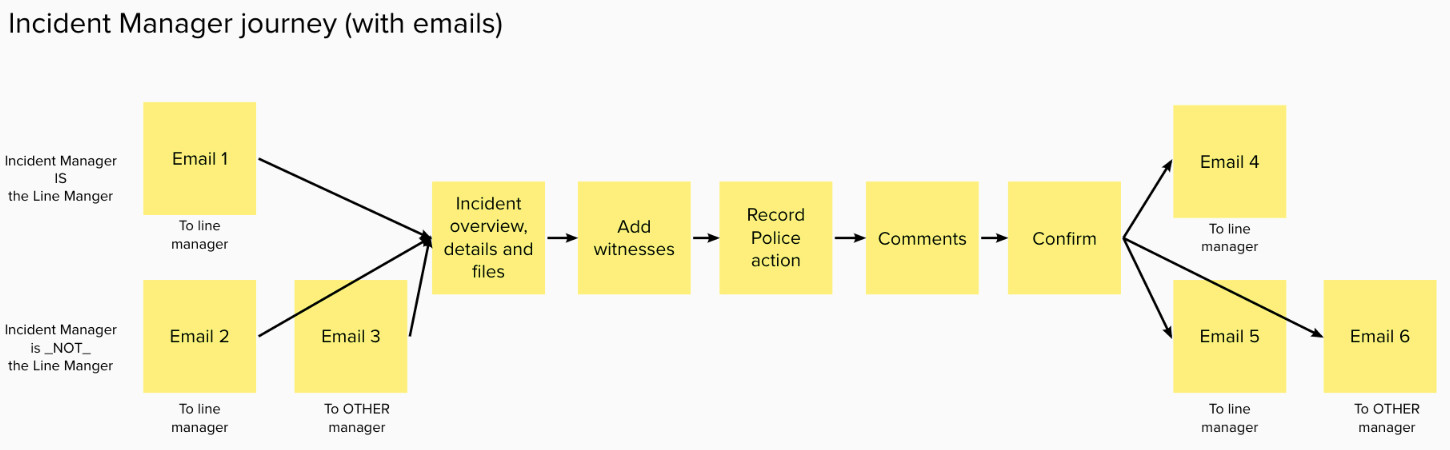 Incident Manager journey (with emails)
Incident Manager
IS
the Line Manger
Email 1
To line
manager
Incident Manager
is _NOT_
the Line Manger
Email 2
To line
manager
Email 3
To OTHER
manager
Incident
overview,
details and
files
Add
witnesses
Record
Police
action
Comments
Confirm
Email 4
To line
manager
Email 5
To line
manager
Email 6
To OTHER
manager